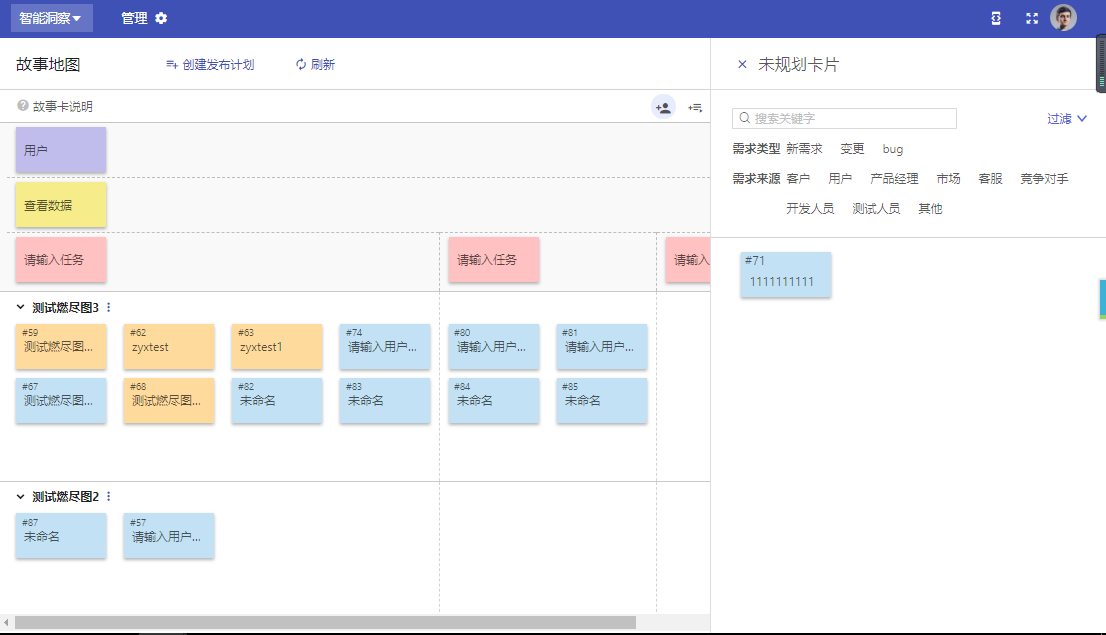 智能洞察 管理
故事地图 创建发布计划 刷新
故事卡说明
用户
查看数据
请输入任务 请输入任务 请输入
测试燃尽图3
#59 #62 #63 #74 #80 #81
测试燃尽图... zyxtest zyxtest1 请输入用户... 请输入用户... 请输入用户...
#67 #68 #82 #83 #84 #85
测试燃尽图... 测试燃尽图... 未命名 未命名 未命名 未命名
测试燃尽图2
#87 #57
未命名 请输入用户...
× 未规划卡片
搜索关键字 过滤
需求类型 新需求 变更 bug
需求来源 客户 用户 产品经理 市场 客服 竞争对手
开发人员 测试人员 其他
#71
1111111111